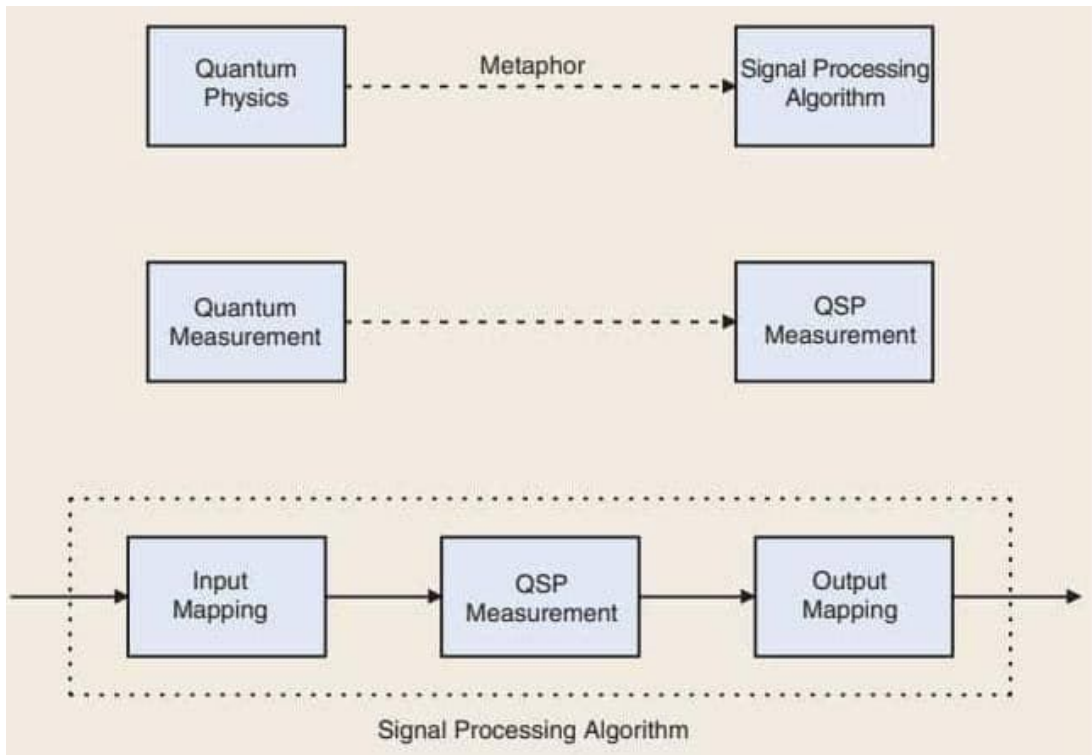 Quantum
Physics
Metaphor
Signal Processing
Algorithm
Quantum
Measurement
QSP
Measurement
Input
Mapping
QSP
Measurement
Output
Mapping
Signal Processing Algorithm